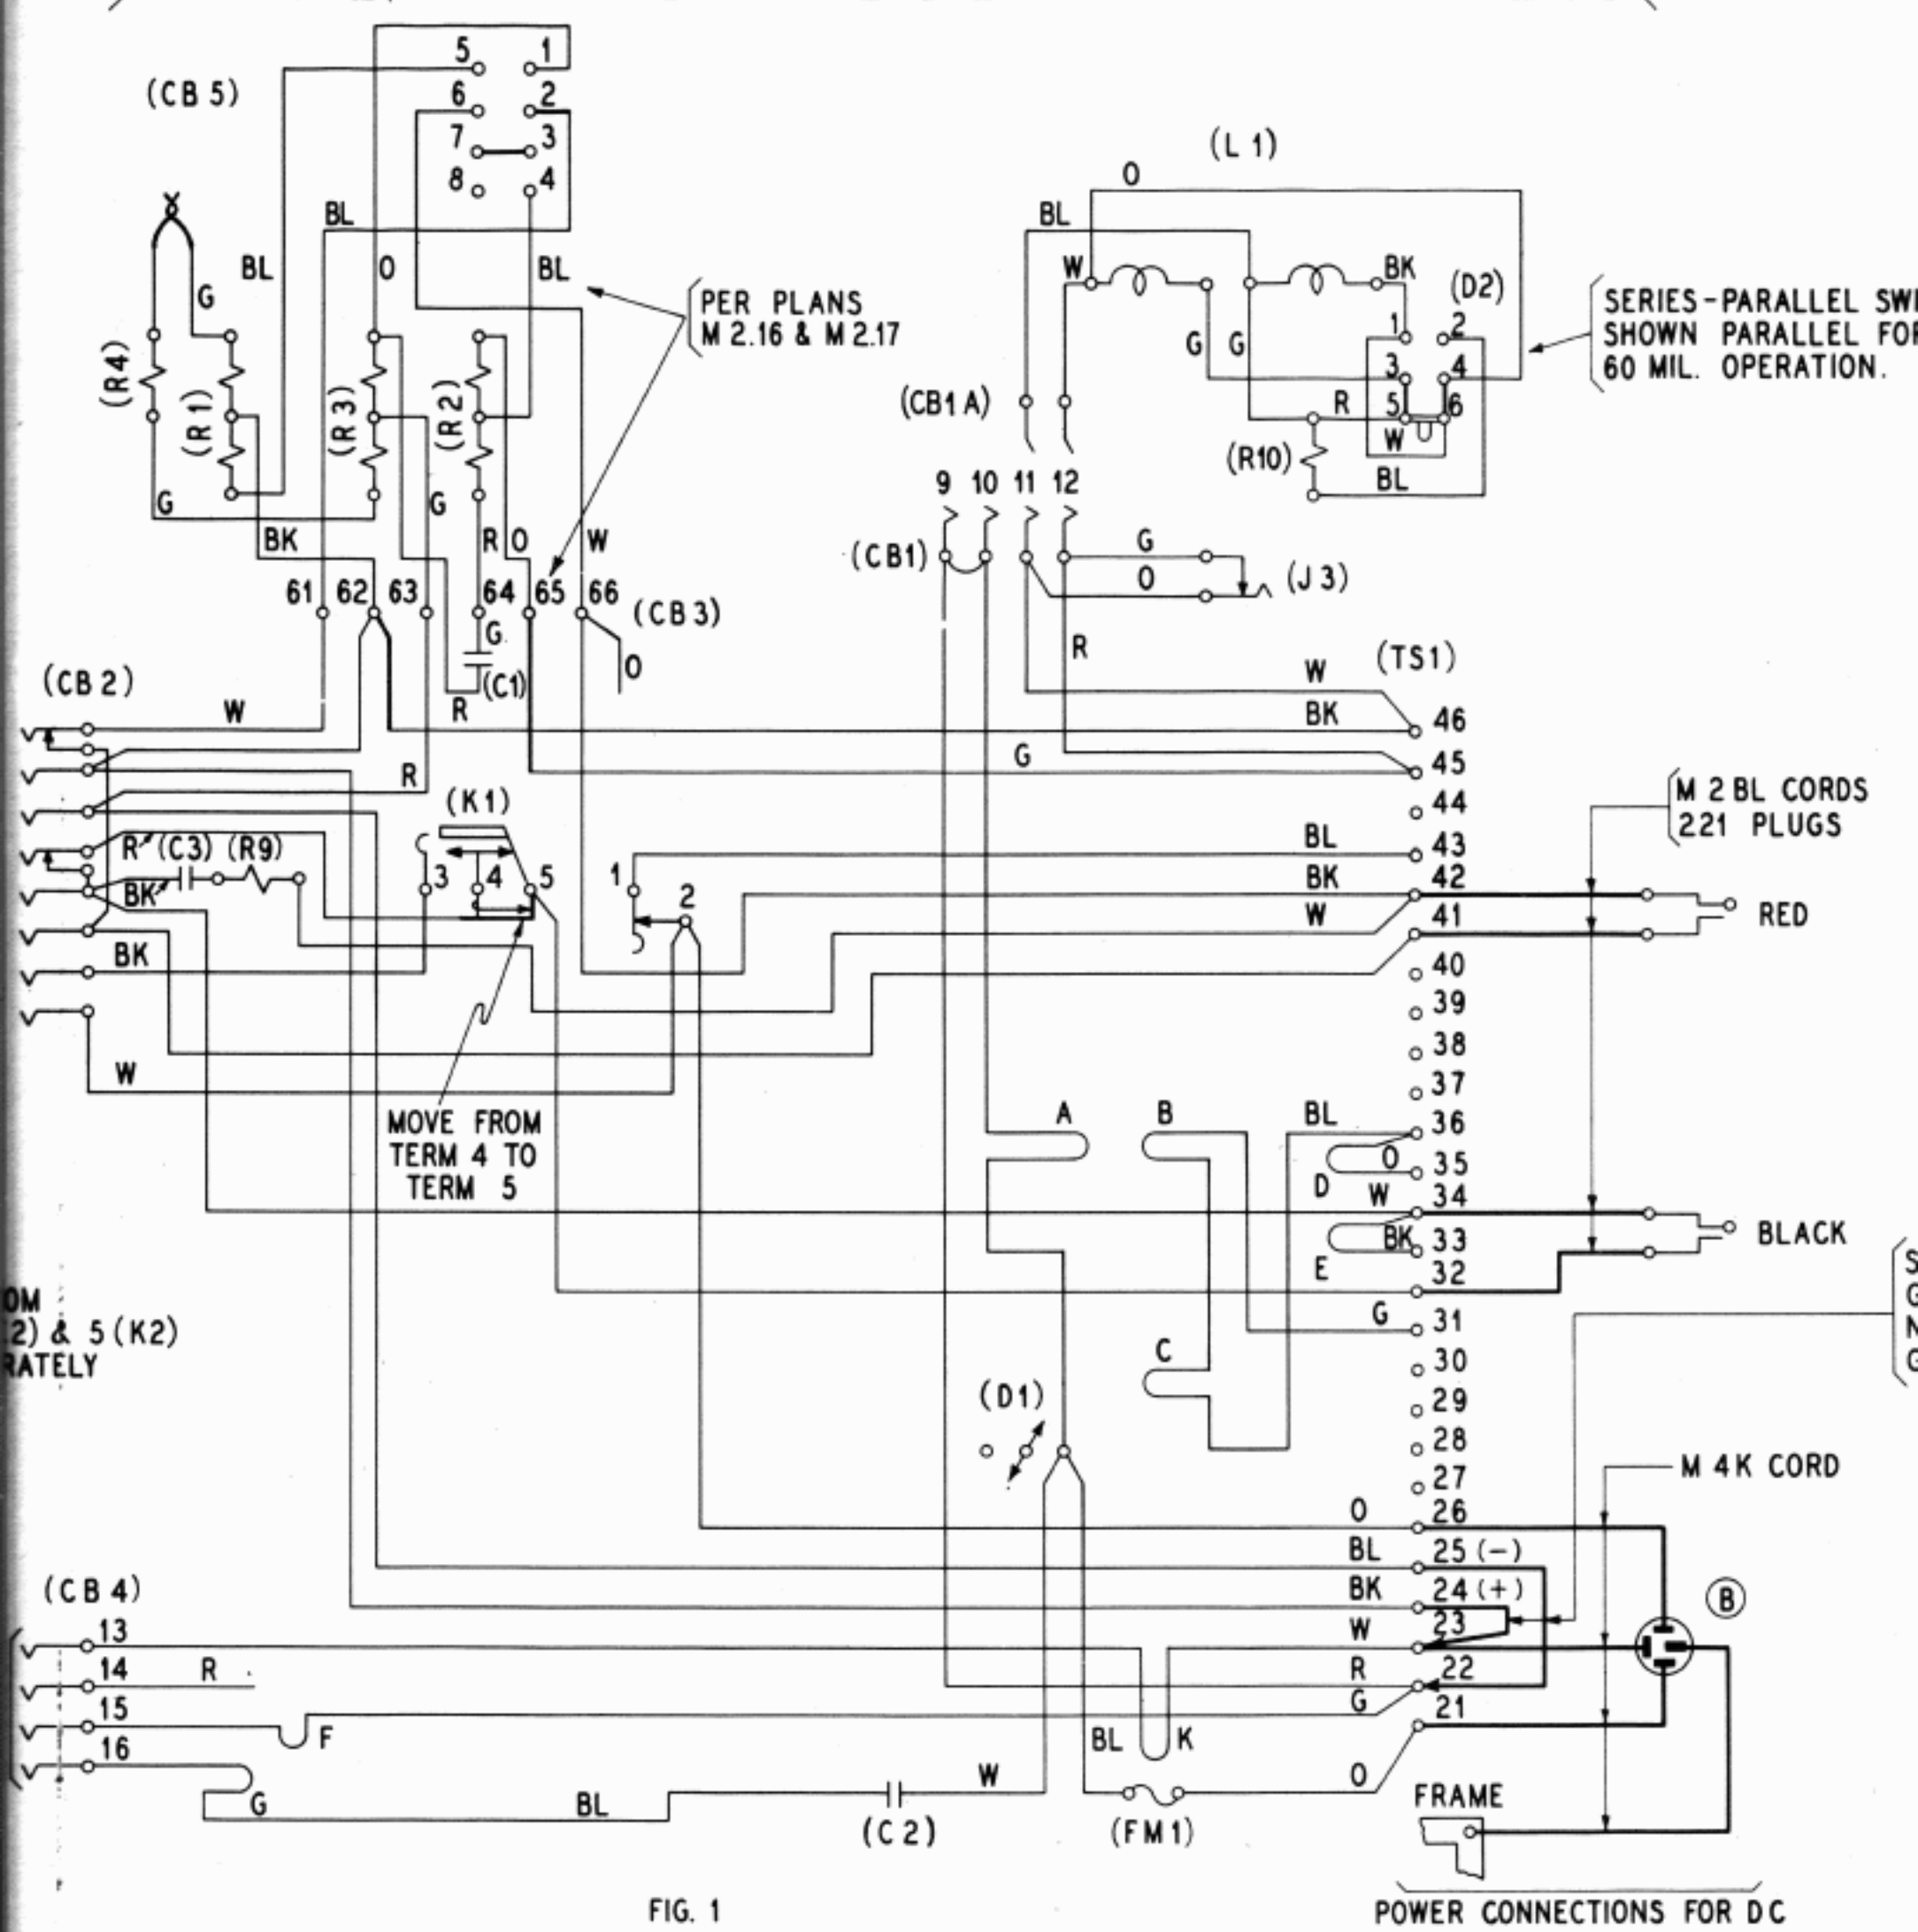 (CB 5)
5 1
6 2
7 3
8 4
BL
BL
O
BL
G
(R4)
(R1)
(R3)
(R2)
G
BK
G
R
O
W
61
62
63
64
65
66
(CB3)
G
(C1)
R
O
PER PLANS
M 2.16 & M 2.17
(L 1)
O
BL
W
BK
(D2)
1
2
G
G
3
4
R
5
6
W
(R10)
BL
SERIES-PARALLEL
SHOWN PARALLEL
60 MIL. OPERATION.
(CB1A)
9 10 11 12
(CB1)
G
O
(J 3)
R
(TS1)
(CB 2)
W
R
(K1)
R
(C3)
(R9)
BK
3
4
5
1
2
BK
W
MOVE FROM
TERM 4 TO
TERM 5
W
BK
46
G
45
44
BL
43
BK
42
W
41
40
39
38
37
A
B
BL
36
O
35
D
W
34
BK
33
E
32
G
31
C
30
29
28
27
O
26
BL
25 (-)
BK
24 (+)
W
23
R
22
G
21
O
M 2 BL CORDS
221 PLUGS
RED
BLACK
M 4K CORD
B
5 (K2)
(D1)
(CB 4)
13
14
R
15
F
16
G
BL
(C2)
W
BL
K
(FM1)
FRAME
FIG. 1
POWER CONNECTIONS FOR DC